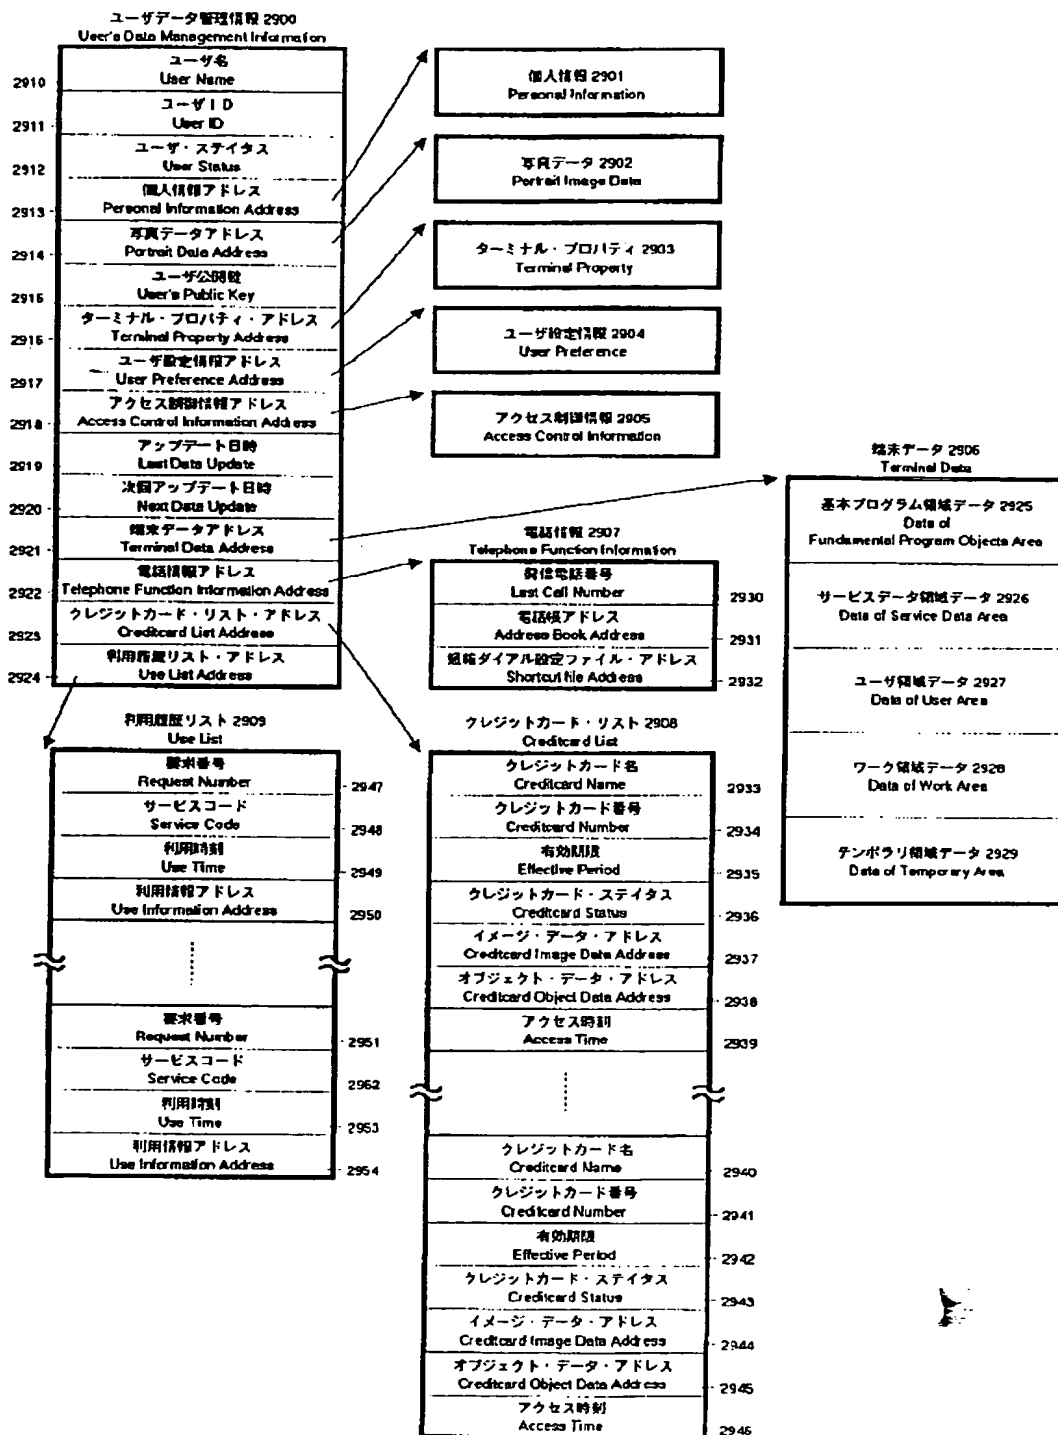 ユーザデータ管理情報 2900
User's Data Management Information
2910
ユーザ名
User Name
2911
ユーザID
User ID
2912
ユーザ・ステイタス
User Status
2913
個人情報アドレス
Personal Information Address
2914
写真データアドレス
Portrait Data Address
2915
ユーザ公開鍵
User's Public Key
2916
ターミナル・プロパティ・アドレス
Terminal Property Address
2917
ユーザ設定情報アドレス
User Preference Address
2918
アクセス制御情報アドレス
Access Control Information Address
2919
アップデート日時
Last Data Update
2920
次回アップデート日時
Next Data Update
2921
端末データアドレス
Terminal Data Address
2922
電話情報アドレス
Telephone Function Information Address
2923
クレジットカード・リスト・アドレス
Creditcard List Address
2924
利用履歴リスト・アドレス
Use List Address
個人情報 2901
Personal Information
写真データ 2902
Portrait Image Data
ターミナル・プロパティ 2903
Terminal Property
ユーザ設定情報 2904
User Preference
アクセス制御情報 2905
Access Control Information
端末データ 2906
Terminal Data
基本プログラム領域データ 2925
Data of
Fundamental Program Objects Area
サービスデータ領域データ 2926
Data of Service Data Area
ユーザ領域データ 2927
Data of User Area
ワーク領域データ 2928
Data of Work Area
テンポラリ領域データ 2929
Data of Temporary Area
電話情報 2907
Telephone Function Information
発信電話番号
Last Call Number
2930
電話帳アドレス
Address Book Address
2931
短縮ダイアル設定ファイル・アドレス
Shortcut file Address
2932
利用履歴リスト 2909
Use List
要求番号
Request Number
2947
サービスコード
Service Code
2948
利用時刻
Use Time
2949
利用情報アドレス
Use Information Address
2950
要求番号
Request Number
2951
サービスコード
Service Code
2952
利用時刻
Use Time
2953
利用情報アドレス
Use Information Address
2954
クレジットカード・リスト 2908
Creditcard List
クレジットカード名
Creditcard Name
2933
クレジットカード番号
Creditcard Number
2934
有効期限
Effective Period
2935
クレジットカード・ステイタス
Creditcard Status
2936
イメージ・データ・アドレス
Creditcard Image Data Address
2937
オブジェクト・データ・アドレス
Creditcard Object Data Address
2938
アクセス時刻
Access Time
2939
クレジットカード名
Creditcard Name
2940
クレジットカード番号
Creditcard Number
2941
有効期限
Effective Period
2942
クレジットカード・ステイタス
Creditcard Status
2943
イメージ・データ・アドレス
Creditcard Image Data Address
2944
オブジェクト・データ・アドレス
Creditcard Object Data Address
2945
アクセス時刻
Access Time
2946